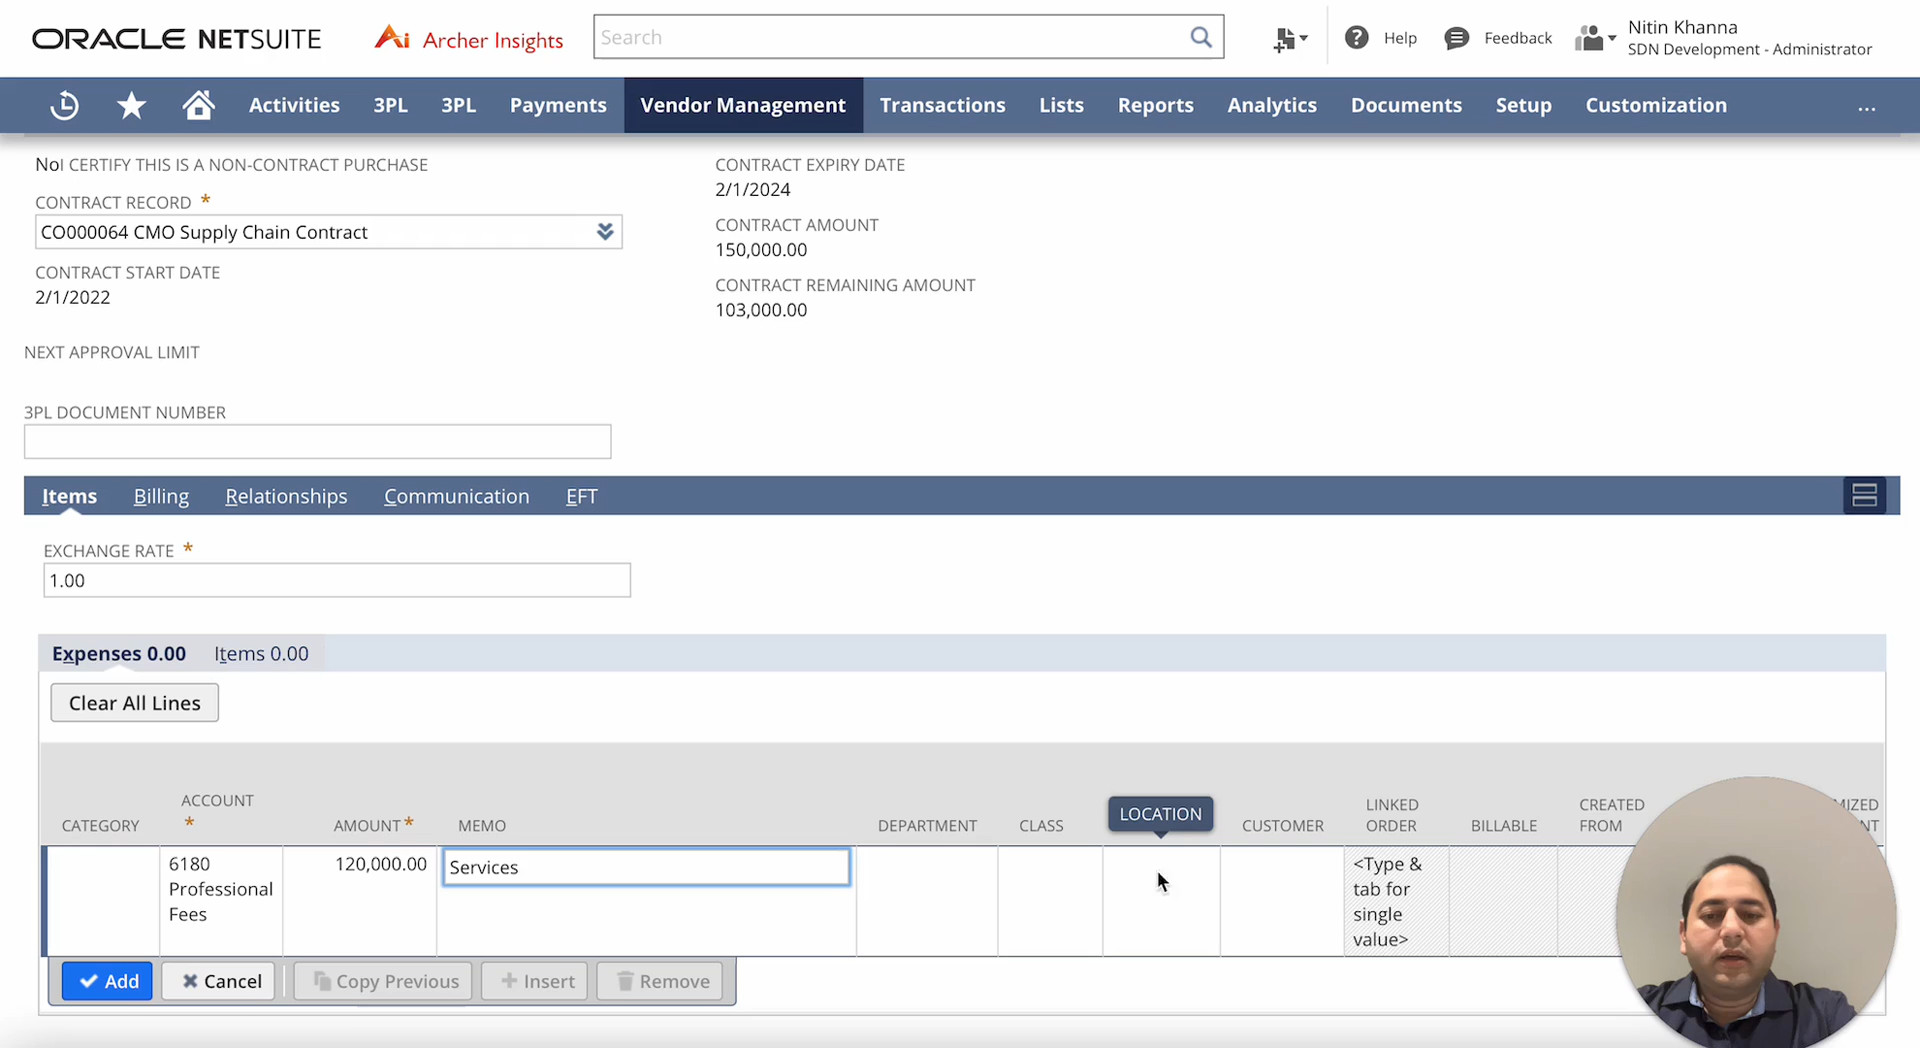 ORACLE NETSUITE
Ai Archer Insights
Search
Help
Feedback
Nitin Khanna
SDN Development - Administrator
Activities
3PL
3PL
Payments
Vendor Management
Transactions
Lists
Reports
Analytics
Documents
Setup
Customization
...
NoI CERTIFY THIS IS A NON-CONTRACT PURCHASE
CONTRACT RECORD *
CO000064 CMO Supply Chain Contract
CONTRACT START DATE
2/1/2022
CONTRACT EXPIRY DATE
2/1/2024
CONTRACT AMOUNT
150,000.00
CONTRACT REMAINING AMOUNT
103,000.00
NEXT APPROVAL LIMIT
3PL DOCUMENT NUMBER
Items
Billing
Relationships
Communication
EFT
EXCHANGE RATE *
1.00
Expenses 0.00
Items 0.00
Clear All Lines
CATEGORY
ACCOUNT
*
AMOUNT *
MEMO
DEPARTMENT
CLASS
LOCATION
CUSTOMER
LINKED
ORDER
BILLABLE
CREATED
FROM
6180
Professional
Fees
120,000.00
Services
<Type &
tab for
single
value>
Add
Cancel
Copy Previous
Insert
Remove